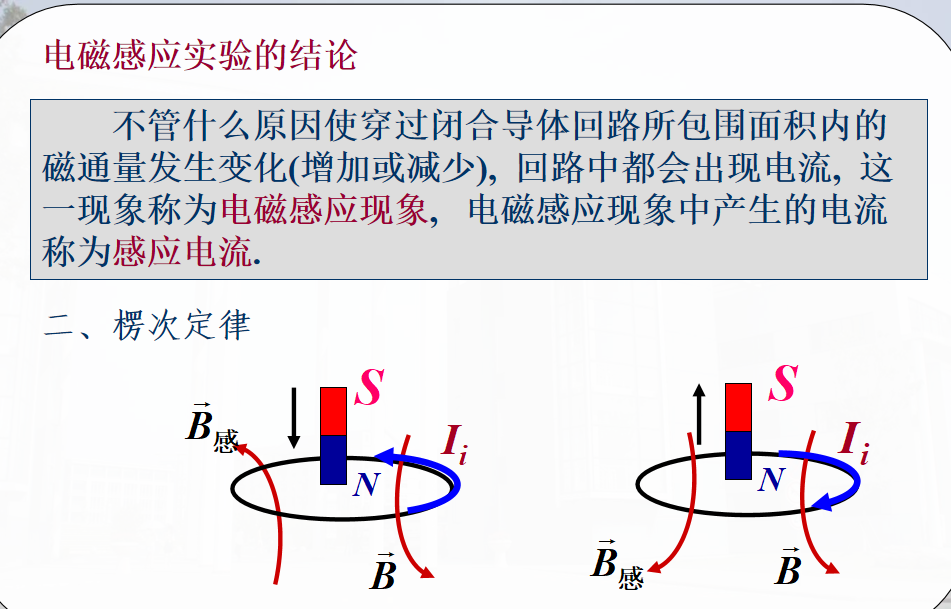 电磁感应实验的结论
不管什么原因使穿过闭合导体回路所包围面积内的
磁通量发生变化(增加或减少), 回路中都会出现电流, 这
一现象称为电磁感应现象, 电磁感应现象中产生的电流
称为感应电流.
二、楞次定律
S
S
B⃗感
I_i
I_i
N
N
B⃗
B⃗感
B⃗